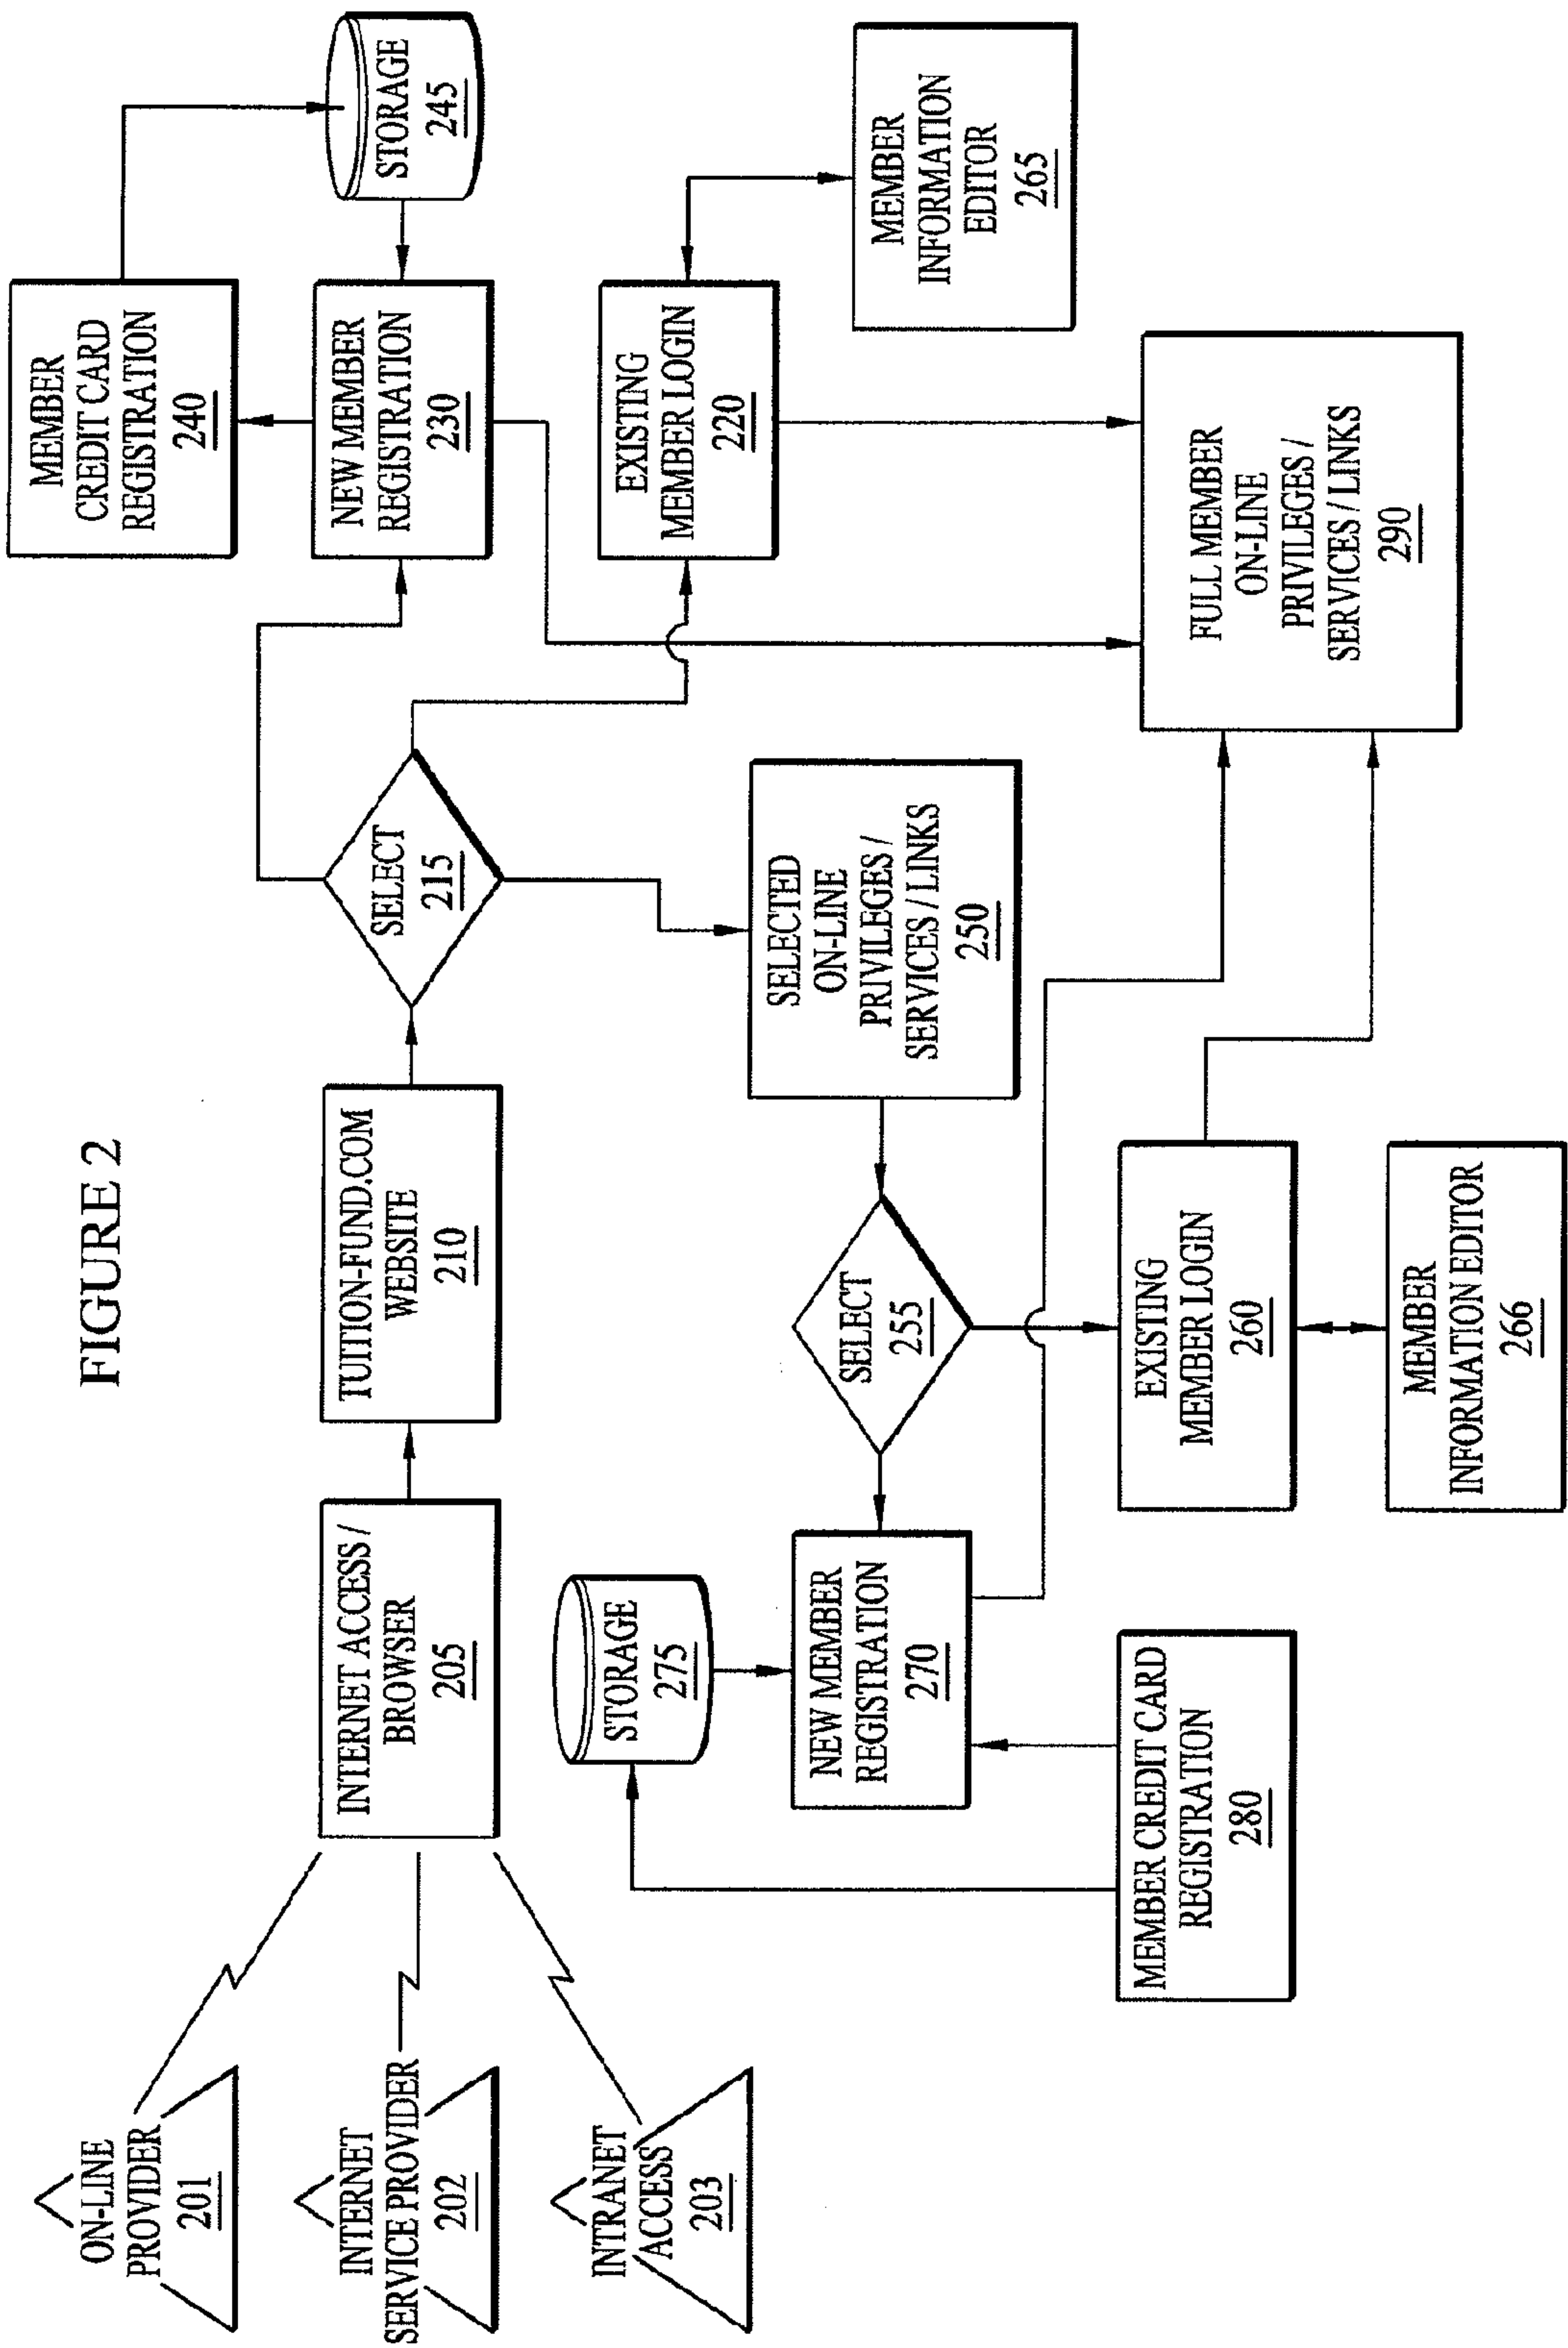 FIGURE 2
ON-LINE
PROVIDER
201
INTERNET
SERVICE PROVIDER
202
INTRANET
ACCESS
203
INTERNET ACCESS /
BROWSER
205
TUITION-FUND.COM
WEBSITE
210
SELECT
215
MEMBER
CREDIT CARD
REGISTRATION
240
STORAGE
245
NEW MEMBER
REGISTRATION
230
EXISTING
MEMBER LOGIN
220
MEMBER
INFORMATION
EDITOR
265
SELECTED
ON-LINE
PRIVILEGES /
SERVICES / LINKS
250
SELECT
255
STORAGE
275
NEW MEMBER
REGISTRATION
270
MEMBER CREDIT CARD
REGISTRATION
280
EXISTING
MEMBER LOGIN
260
MEMBER
INFORMATION EDITOR
266
FULL MEMBER
ON-LINE
PRIVILEGES /
SERVICES / LINKS
290